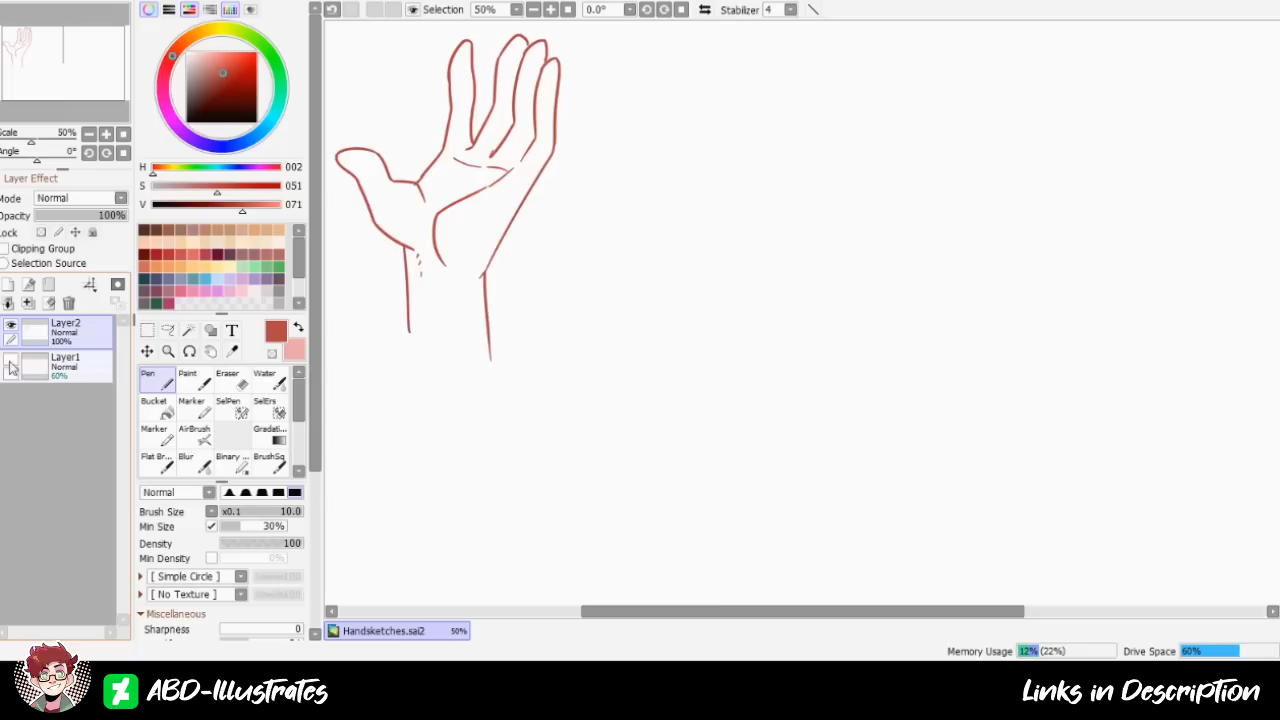 Selection 50% 0.0° Stabilizer 4
Scale 50%
Angle 0°
Layer Effect
Mode Normal
Opacity 100%
Lock
Clipping Group
Selection Source
Layer2
Normal
100%
Layer1
Normal
60%
H 002
S 051
V 071
T
Pen Paint Eraser Water
Bucket Marker SelPen SelErs
Marker AirBrush Gradati...
Flat Br... Blur Binary ... BrushSq
Normal
Brush Size x0.1 10.0
Min Size 30%
Density 100
Min Density 0%
[ Simple Circle ]
[ No Texture ]
Miscellaneous
Sharpness 0
Handsketches.sai2 50%
Memory Usage 12% (22%) Drive Space 60%
ABD-Illustrates
Links in Description